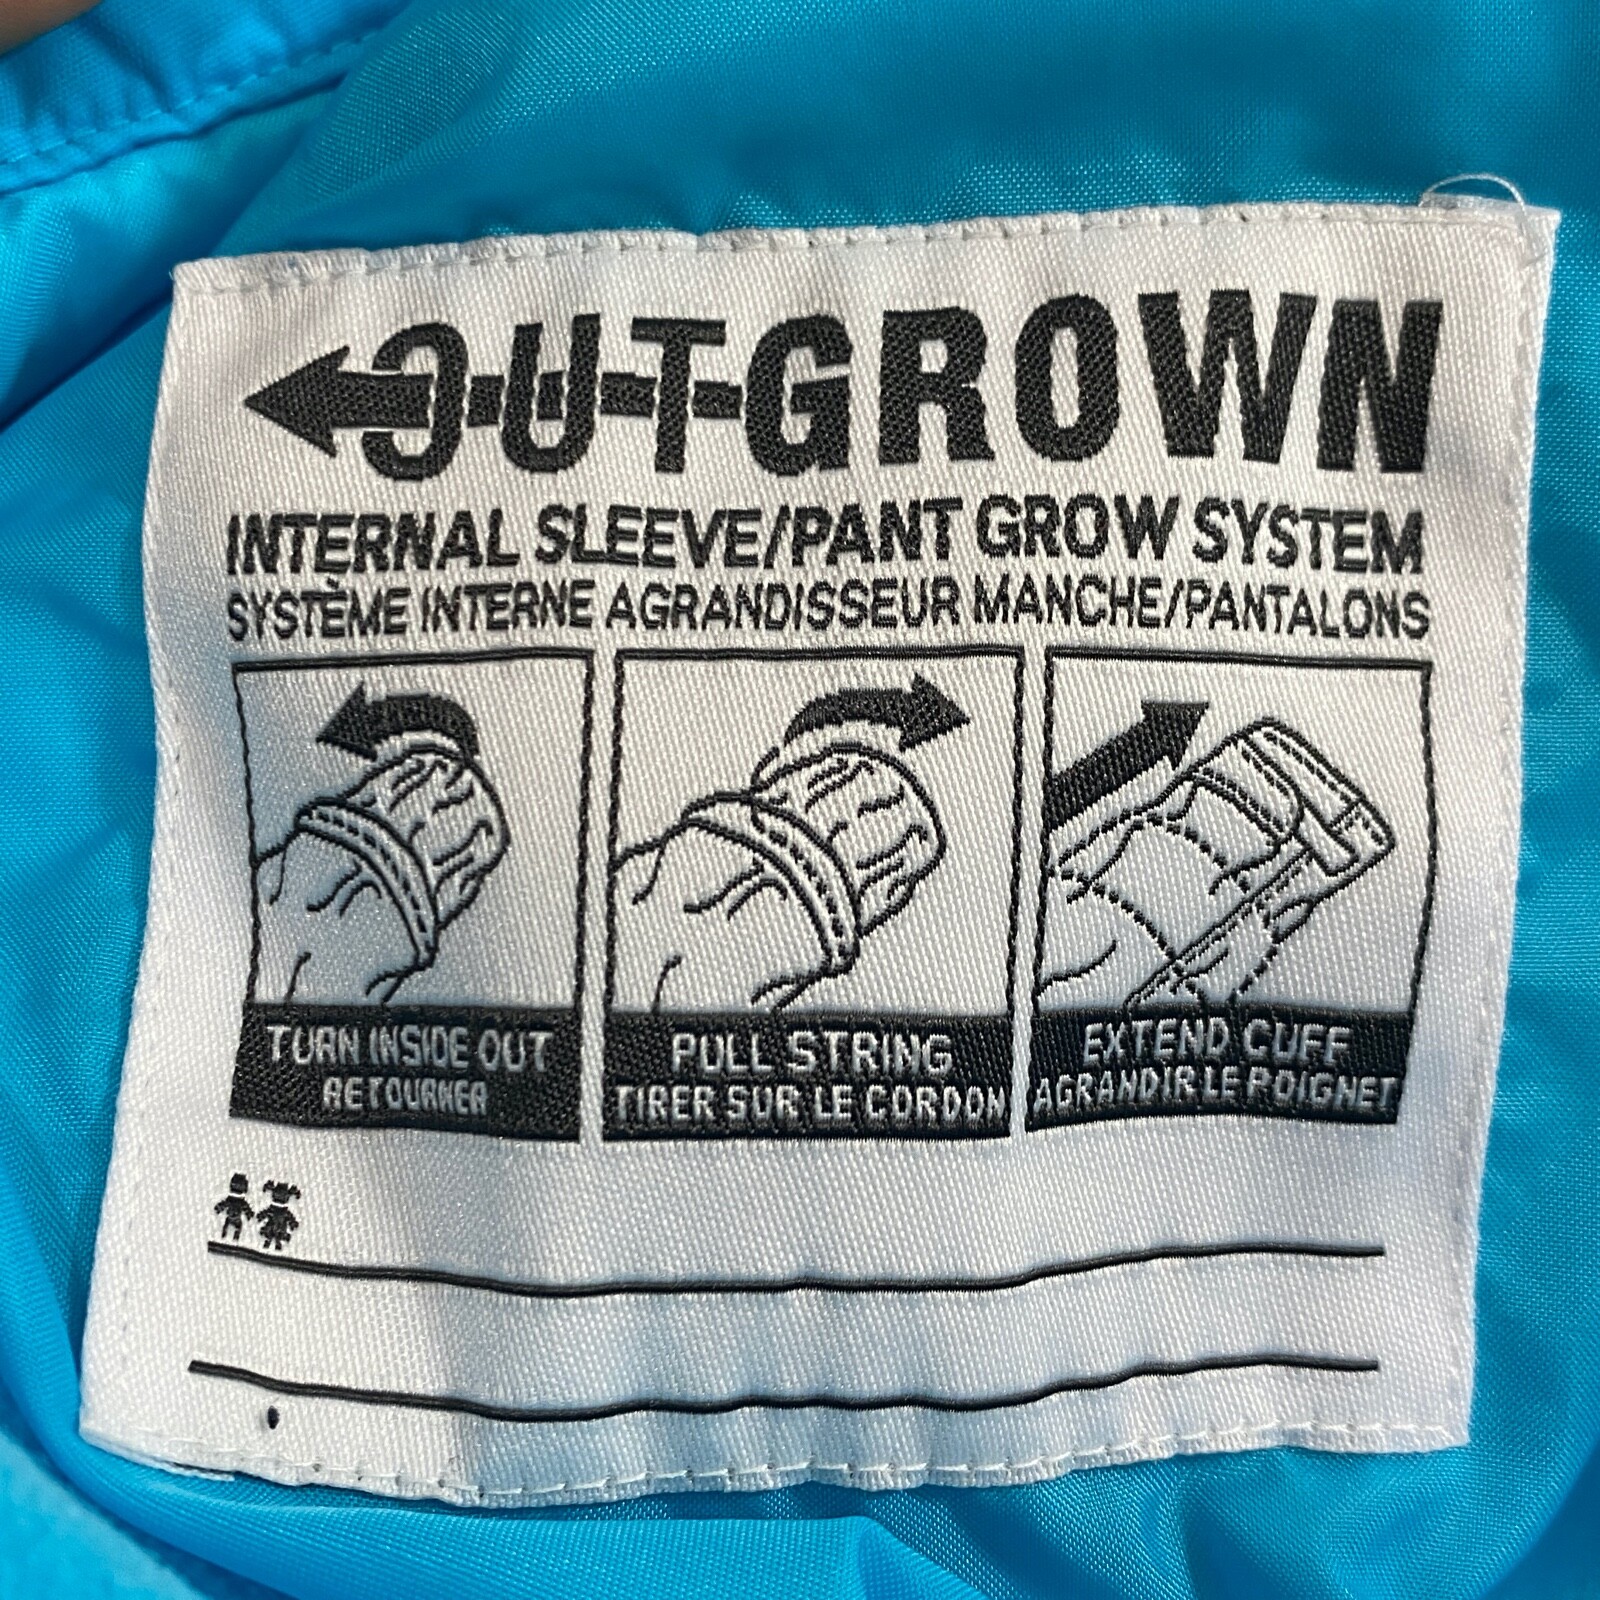 OUTGROWN
INTERNAL SLEEVE/PANT GROW SYSTEM
SYSTÈME INTERNE AGRANDISSEUR MANCHE/PANTALONS
TURN INSIDE OUT
RETOURNER
PULL STRING
TIRER SUR LE CORDON
EXTEND CUFF
AGRANDIR LE POIGNET